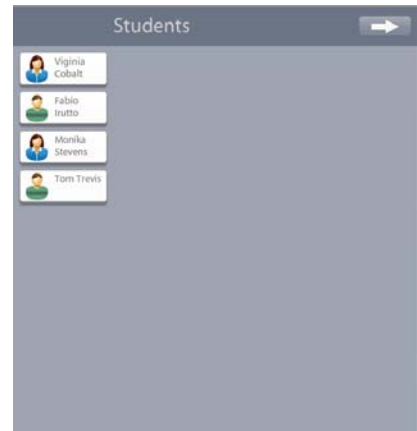 Students
Viginia
Cobalt
Fabio
Irutto
Monika
Stevens
Tom Trevis